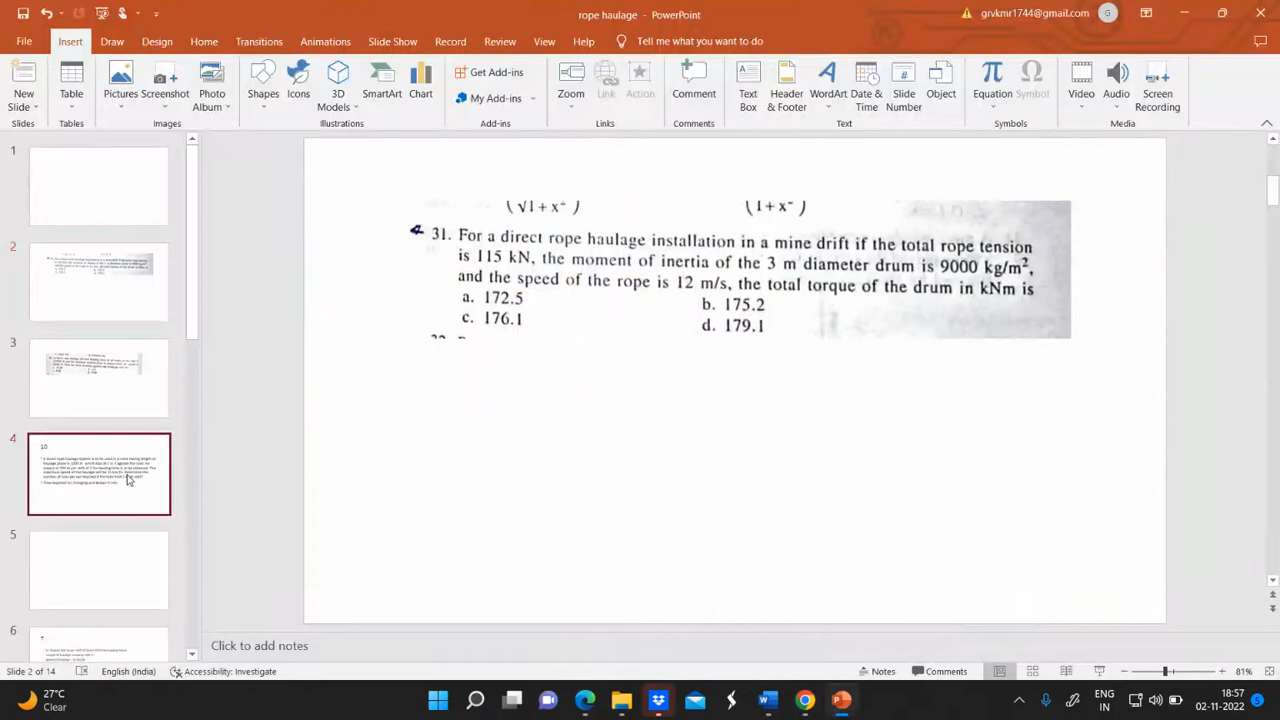 rope haulage - PowerPoint
grvkmr1744@gmail.com
G
File Insert Draw Design Home Transitions Animations Slide Show Record Review View Help Tell me what you want to do
New Slide
Table
Pictures
Screenshot
Photo Album
Shapes
Icons
3D Models
SmartArt
Chart
Get Add-ins
My Add-ins
Zoom
Link
Action
Comment
Text Box
Header & Footer
WordArt
Date & Time
Slide Number
Object
Equation
Symbol
Video
Audio
Screen Recording
Slides Tables Images Illustrations Add-ins Links Comments Text Symbols Media
1
2
3
4
10
5
6
31. For a direct rope haulage installation in a mine drift if the total rope tension
is 115 kN, the moment of inertia of the 3 m diameter drum is 9000 kg/m²,
and the speed of the rope is 12 m/s, the total torque of the drum in kNm is
a. 172.5 b. 175.2
c. 176.1 d. 179.1
Click to add notes
Slide 2 of 14 English (India) Accessibility: Investigate Notes Comments 81%
27°C
Clear
ENG
IN
18:57
02-11-2022